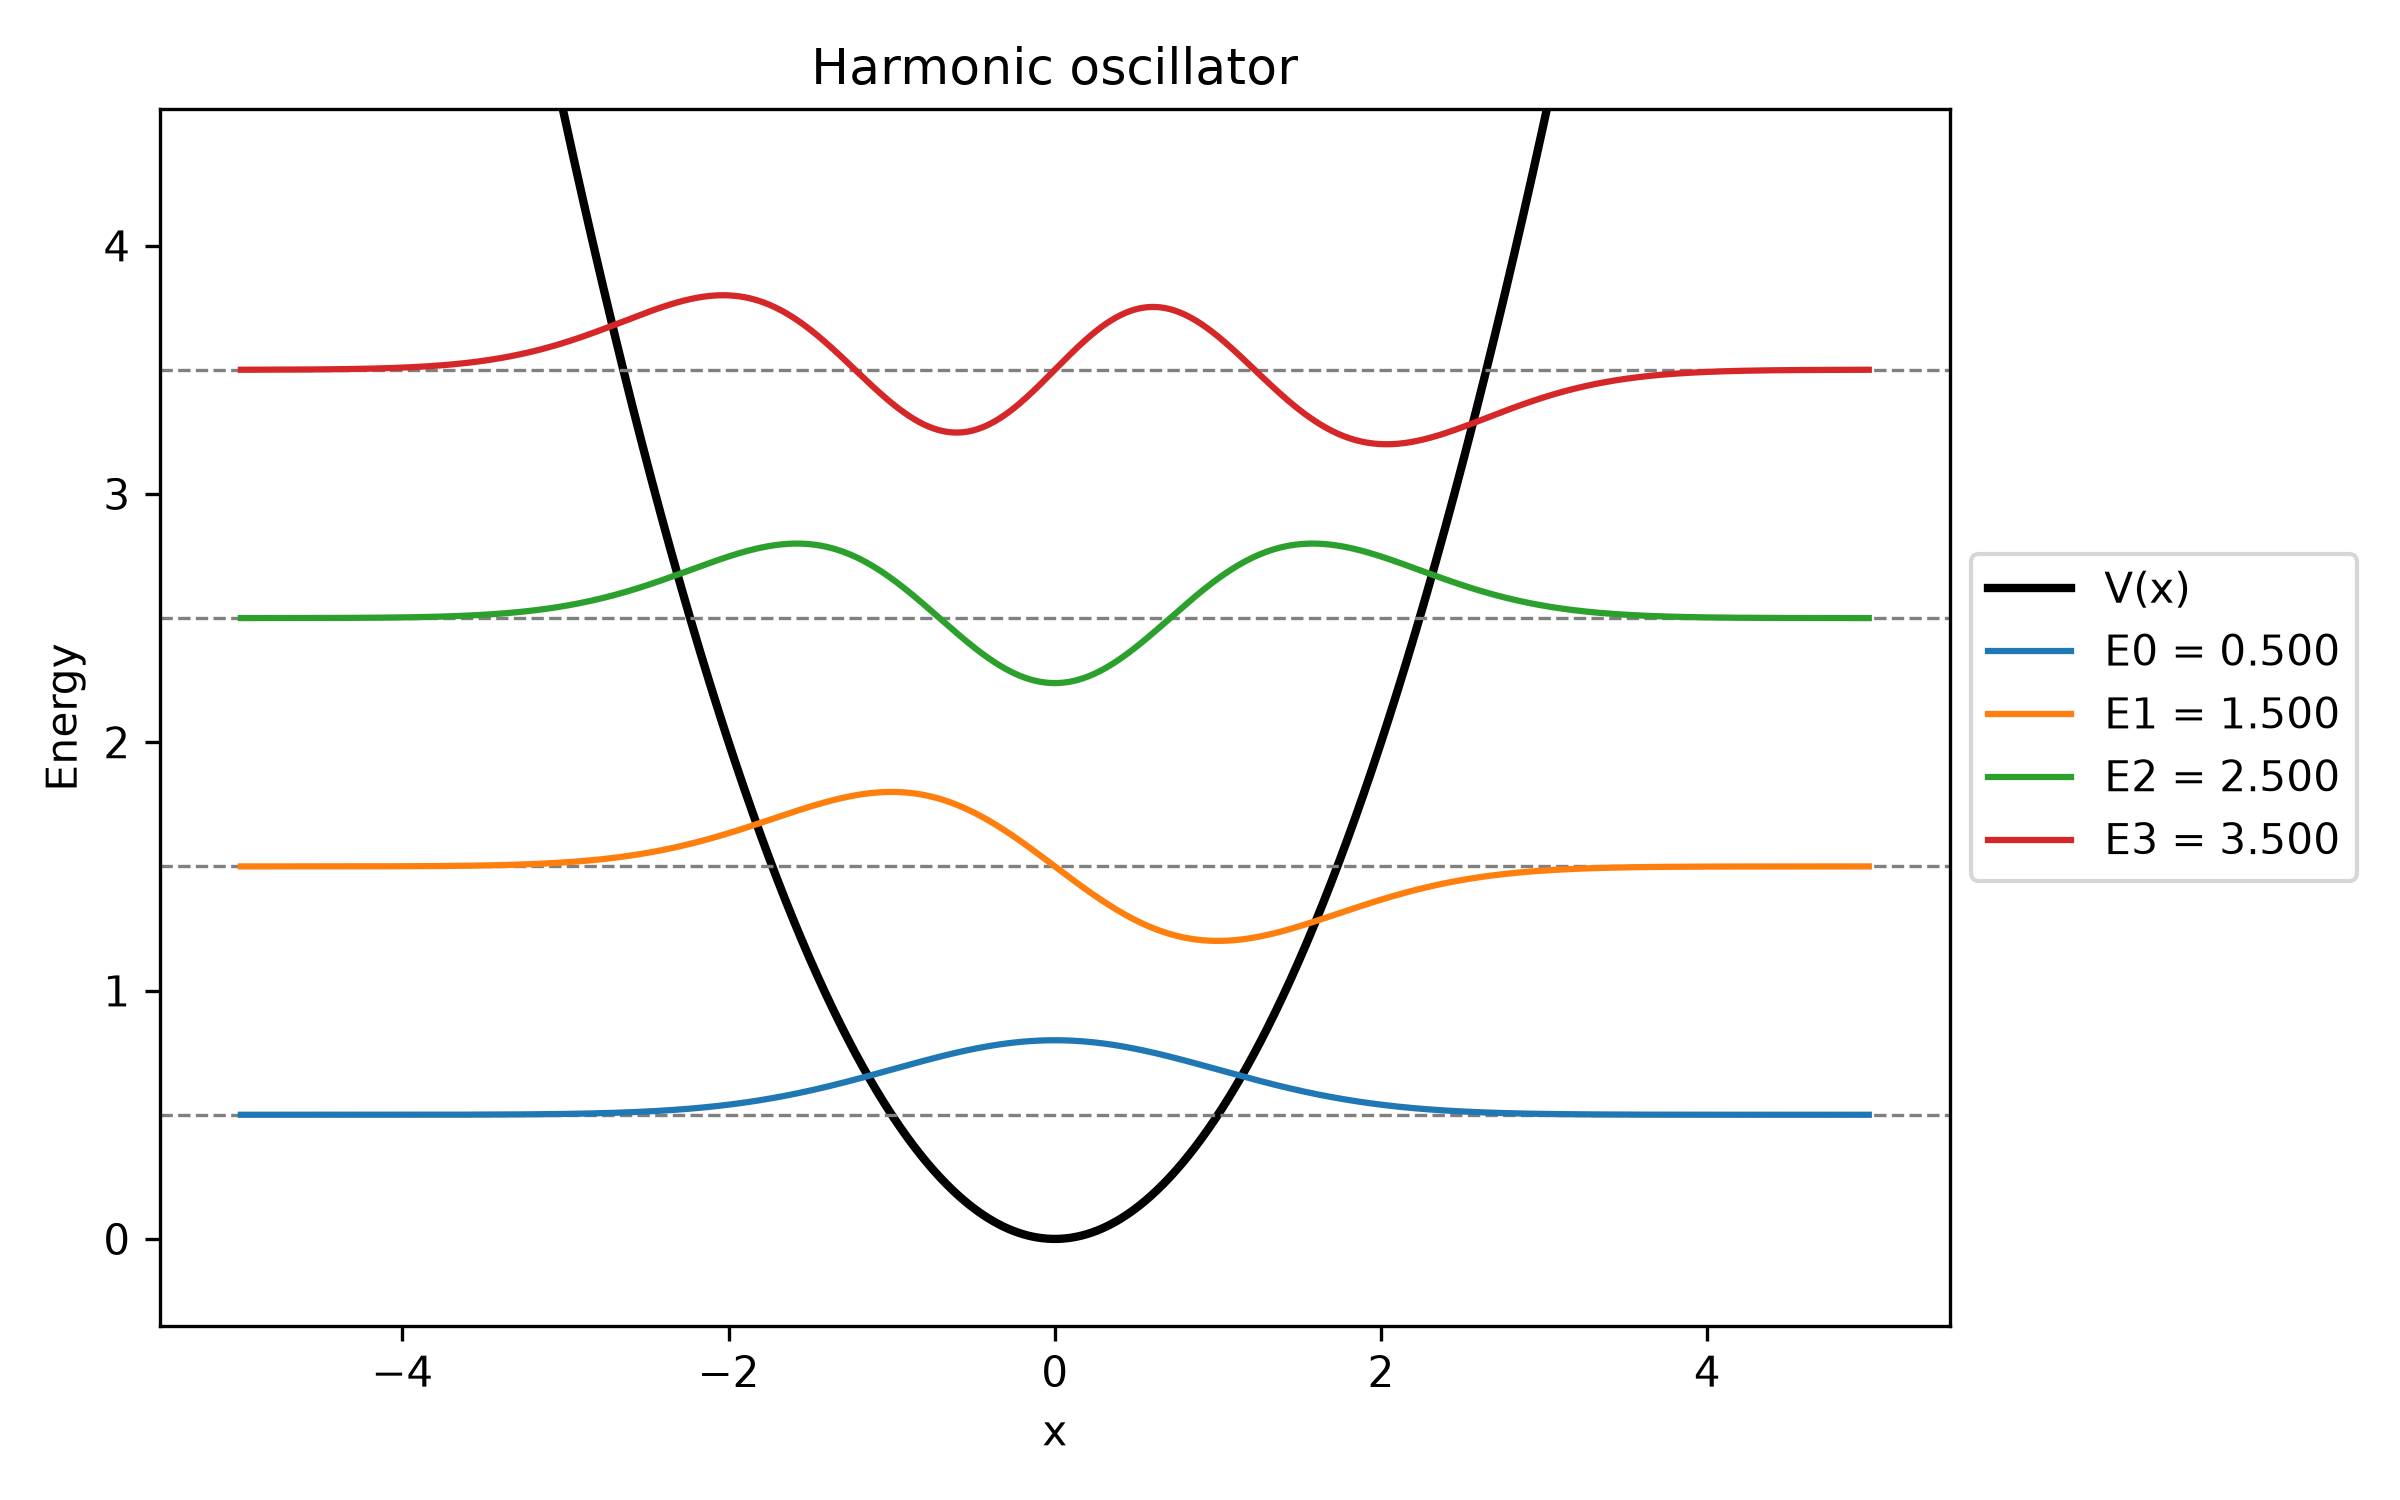 Harmonic oscillator
4
3
2
1
0
Energy
−4
−2
0
2
4
x
V(x)
E0 = 0.500
E1 = 1.500
E2 = 2.500
E3 = 3.500